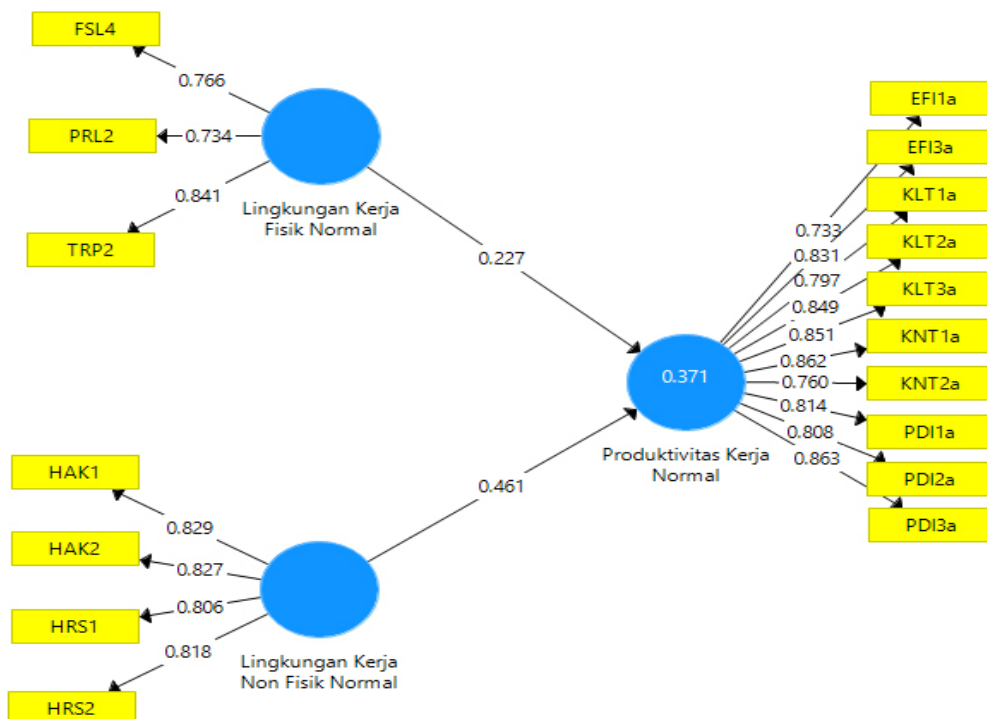 FSL4
0.766
PRL2
0.734
0.841
TRP2
Lingkungan Kerja
Fisik Normal
0.227
HAK1
0.829
HAK2
0.827
HRS1
0.806
0.818
HRS2
Lingkungan Kerja
Non Fisik Normal
0.461
0.371
Produktivitas Kerja
Normal
0.733
0.831
0.797
0.849
0.851
0.862
0.760
0.814
0.808
0.863
EFI1a
EFI3a
KLT1a
KLT2a
KLT3a
KNT1a
KNT2a
PDI1a
PDI2a
PDI3a